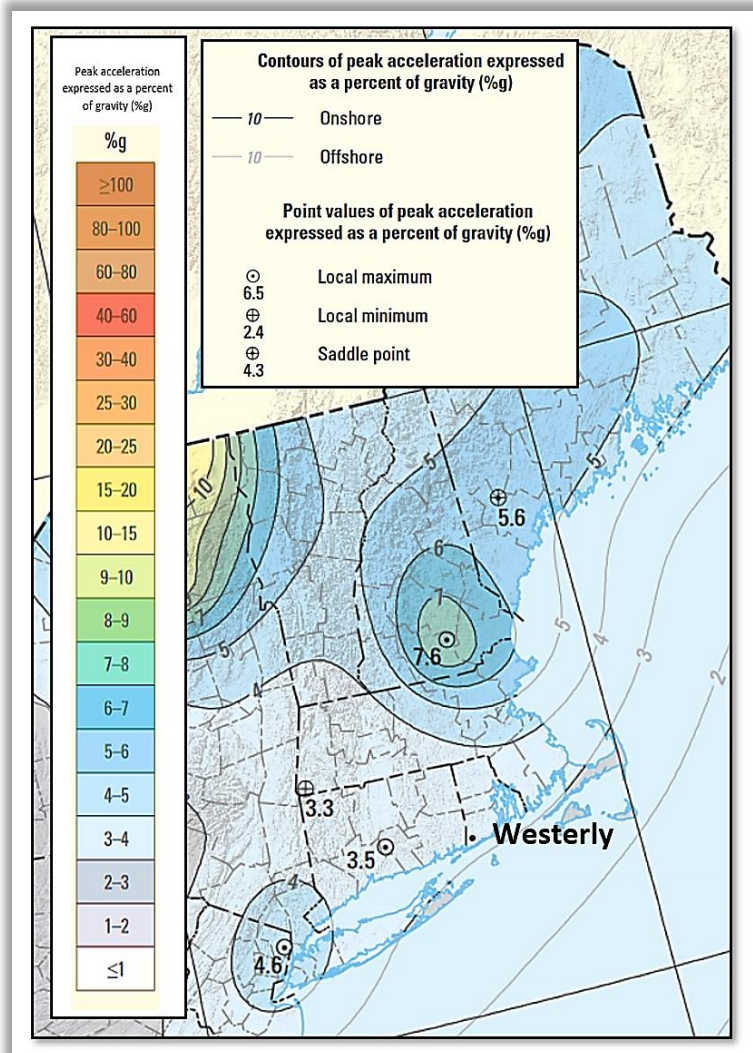 Peak acceleration
expressed as a percent
of gravity (%g)
%g
≥100
80–100
60–80
40–60
30–40
25–30
20–25
15–20
10–15
9–10
8–9
7–8
6–7
5–6
4–5
3–4
2–3
1–2
≤1
Contours of peak acceleration expressed
as a percent of gravity (%g)
10 Onshore
10 Offshore
Point values of peak acceleration
expressed as a percent of gravity (%g)
Local maximum
6.5
Local minimum
2.4
Saddle point
4.3
5
5
10
5.6
6
7
5
7
7.6
5
5
4
3
2
4
3.3
Westerly
3.5
4
4.6